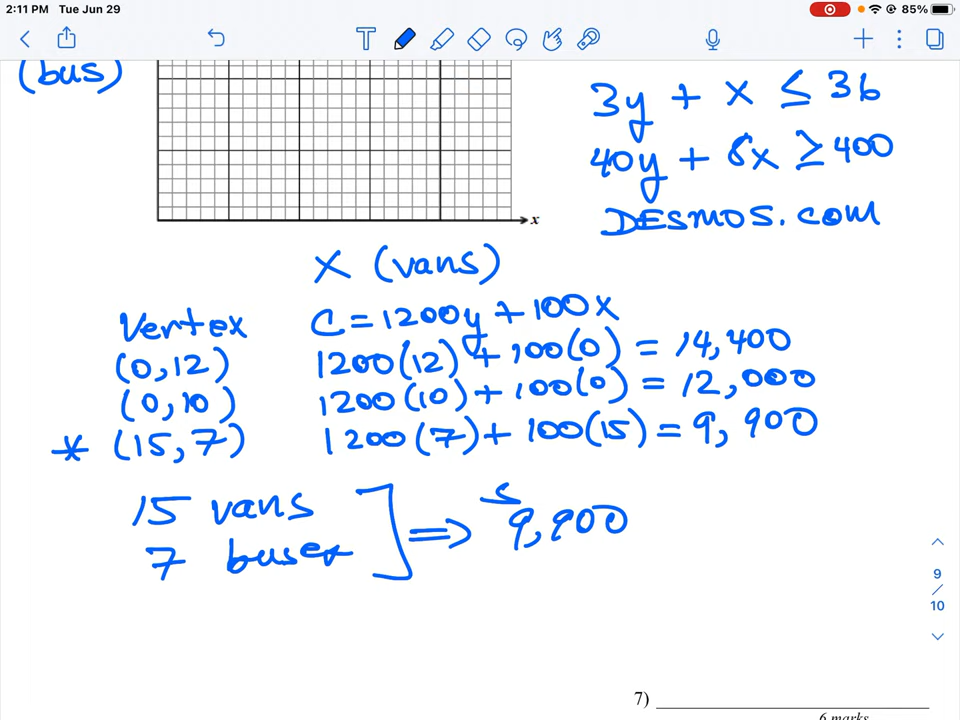 2:11 PM Tue Jun 29 85%
T
(bus)
3y + x ≤ 36
40y + 8x ≥ 400
DESMOS.COM
x
X (vans)
Vertex C = 1200y + 100x
(0,12) 1200(12) + 100(0) = 14,400
(0,10) 1200(10) + 100(0) = 12,000
* (15,7) 1200(7) + 100(15) = 9,900
15 vans
7 buses ] ⇒ $9,900
9
/
10
7)
6 marks